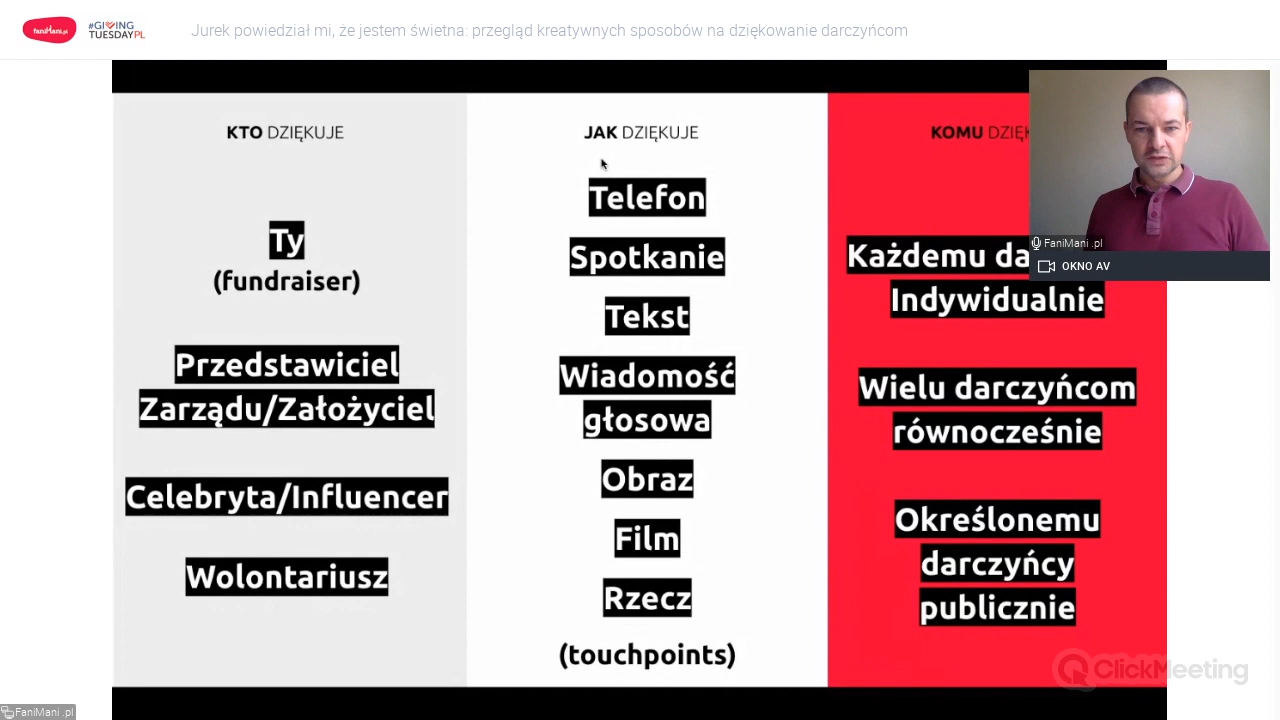 faniMani.pl
#GIVING
TUESDAYPL
Jurek powiedział mi, że jestem świetna: przegląd kreatywnych sposobów na dziękowanie darczyńcom
KTO DZIĘKUJE
Ty
(fundraiser)
Przedstawiciel
Zarządu/Założyciel
Celebryta/Influencer
Wolontariusz
JAK DZIĘKUJE
Telefon
Spotkanie
Tekst
Wiadomość
głosowa
Obraz
Film
Rzecz
(touchpoints)
KOMU
Każdemu
Indywidualnie
Wielu darczyńcom
równocześnie
Określonemu
darczyńcy
publicznie
FaniMani .pl
OKNO AV
ClickMeeting
FaniMani .pl